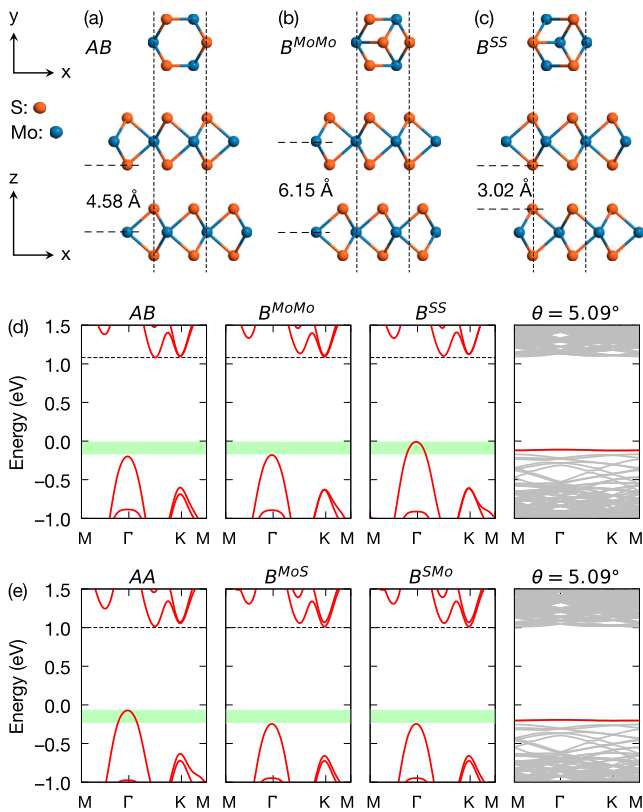 y
x
S:
Mo:
z
x
(a)
AB
4.58 Å
(b)
B^MoMo
6.15 Å
(c)
B^SS
3.02 Å
(d)
AB
B^MoMo
B^SS
θ = 5.09°
Energy (eV)
1.5
1.0
0.5
0.0
−0.5
−1.0
M Γ K M
M Γ K M
M Γ K M
M Γ K M
(e)
AA
B^MoS
B^SMo
θ = 5.09°
Energy (eV)
1.5
1.0
0.5
0.0
−0.5
−1.0
M Γ K M
M Γ K M
M Γ K M
M Γ K M